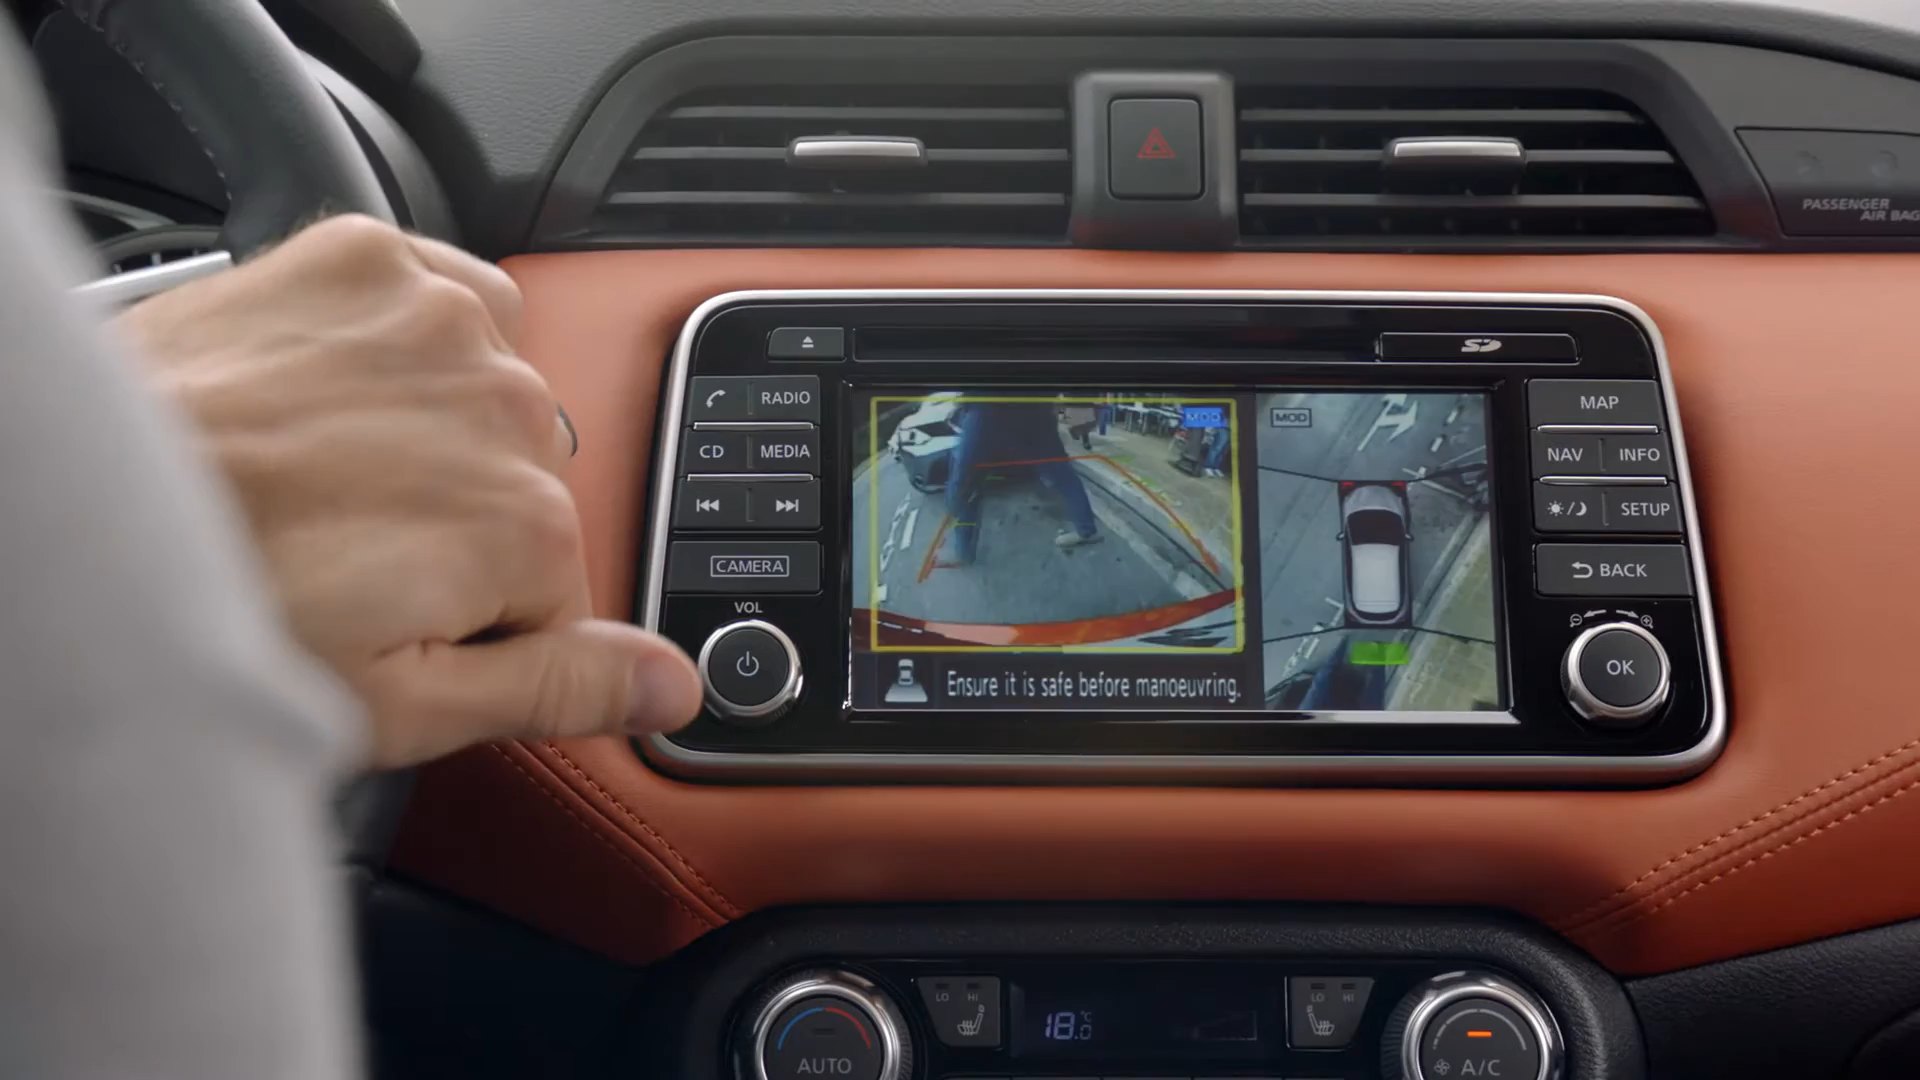 PASSENGER
AIR BAG
SD
RADIO
CD
MEDIA
CAMERA
VOL
MOD
MOD
Ensure it is safe before manoeuvring.
MAP
NAV
INFO
SETUP
BACK
OK
LO HI
18.0°C
LO HI
AUTO
A/C